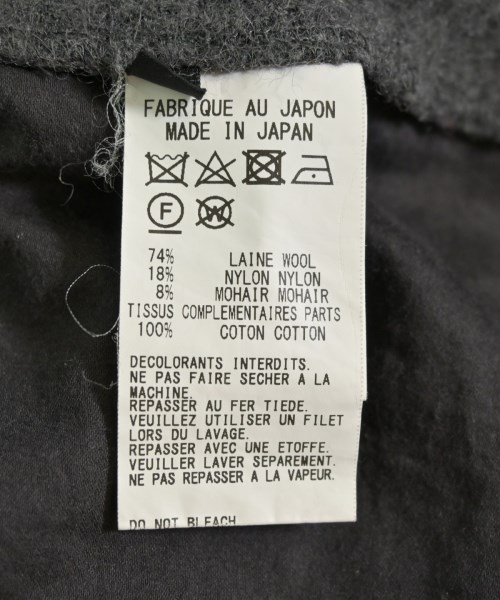 FABRIQUE AU JAPON
MADE IN JAPAN
F W
74% LAINE WOOL
18% NYLON NYLON
8% MOHAIR MOHAIR
TISSUS COMPLEMENTAIRES PARTS
100% COTON COTTON
DECOLORANTS INTERDITS.
NE PAS FAIRE SECHER A LA
MACHINE.
REPASSER AU FER TIEDE.
VEUILLEZ UTILISER UN FILET
LORS DU LAVAGE.
REPASSER AVEC UNE ETOFFE.
VEUILLER LAVER SEPAREMENT.
NE PAS REPASSER A LA VAPEUR.
DO NOT BLEACH